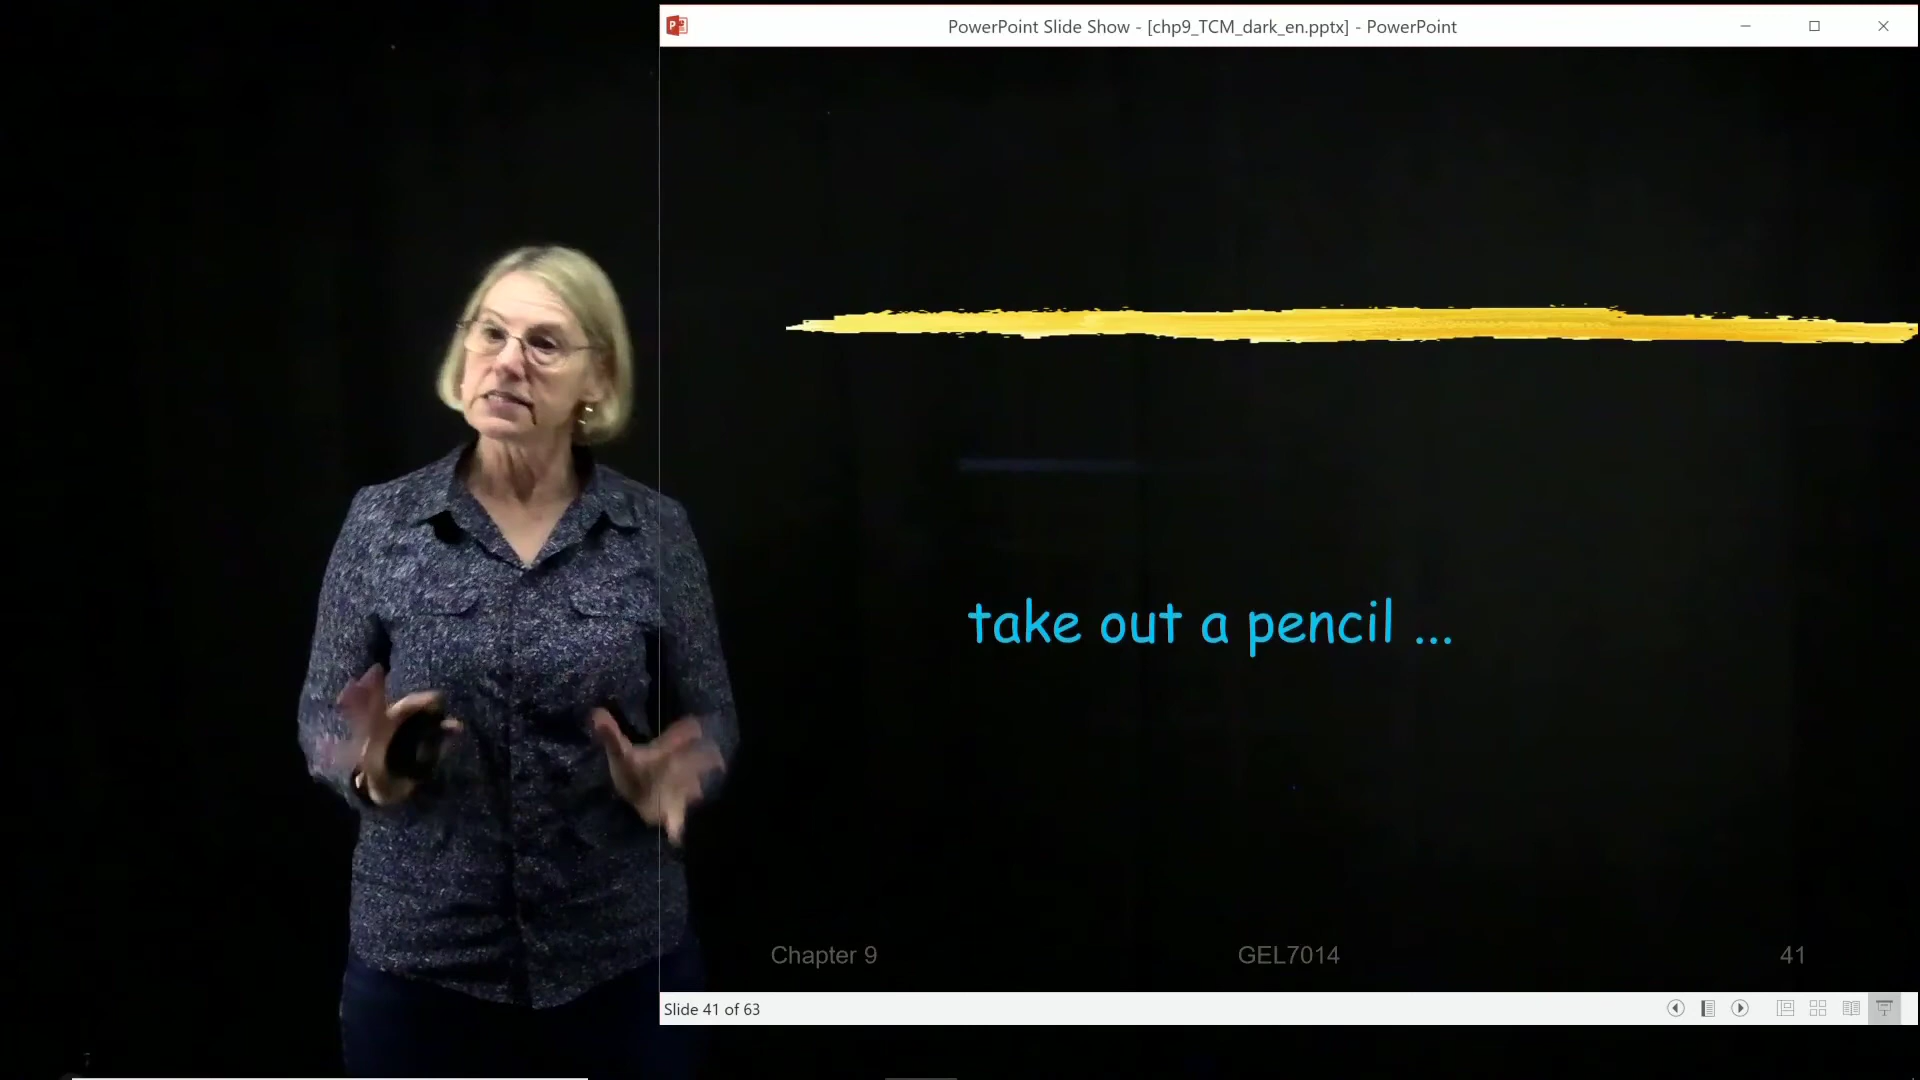 PowerPoint Slide Show - [chp9_TCM_dark_en.pptx] - PowerPoint
take out a pencil ...
Chapter 9 GEL7014 41
Slide 41 of 63